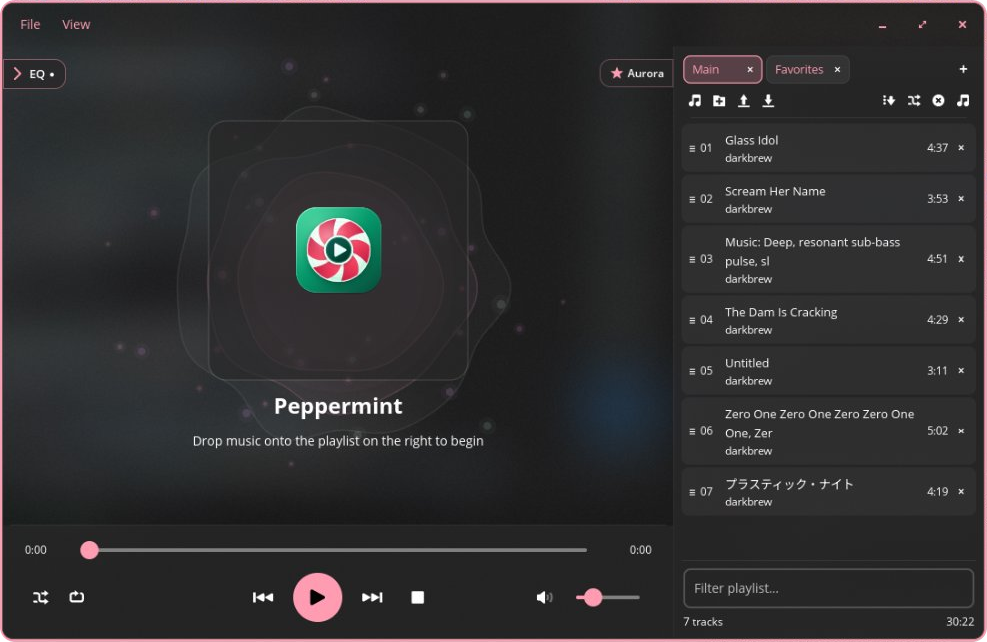 File View
EQ •
Aurora
Peppermint
Drop music onto the playlist on the right to begin
0:00
0:00
Main
Favorites
01 Glass Idol 4:37
darkbrew
02 Scream Her Name 3:53
darkbrew
03 Music: Deep, resonant sub-bass
pulse, sl 4:51
darkbrew
04 The Dam Is Cracking 4:29
darkbrew
05 Untitled 3:11
darkbrew
06 Zero One Zero One Zero Zero One
One, Zer 5:02
darkbrew
07 プラスティック・ナイト 4:19
darkbrew
Filter playlist...
7 tracks 30:22